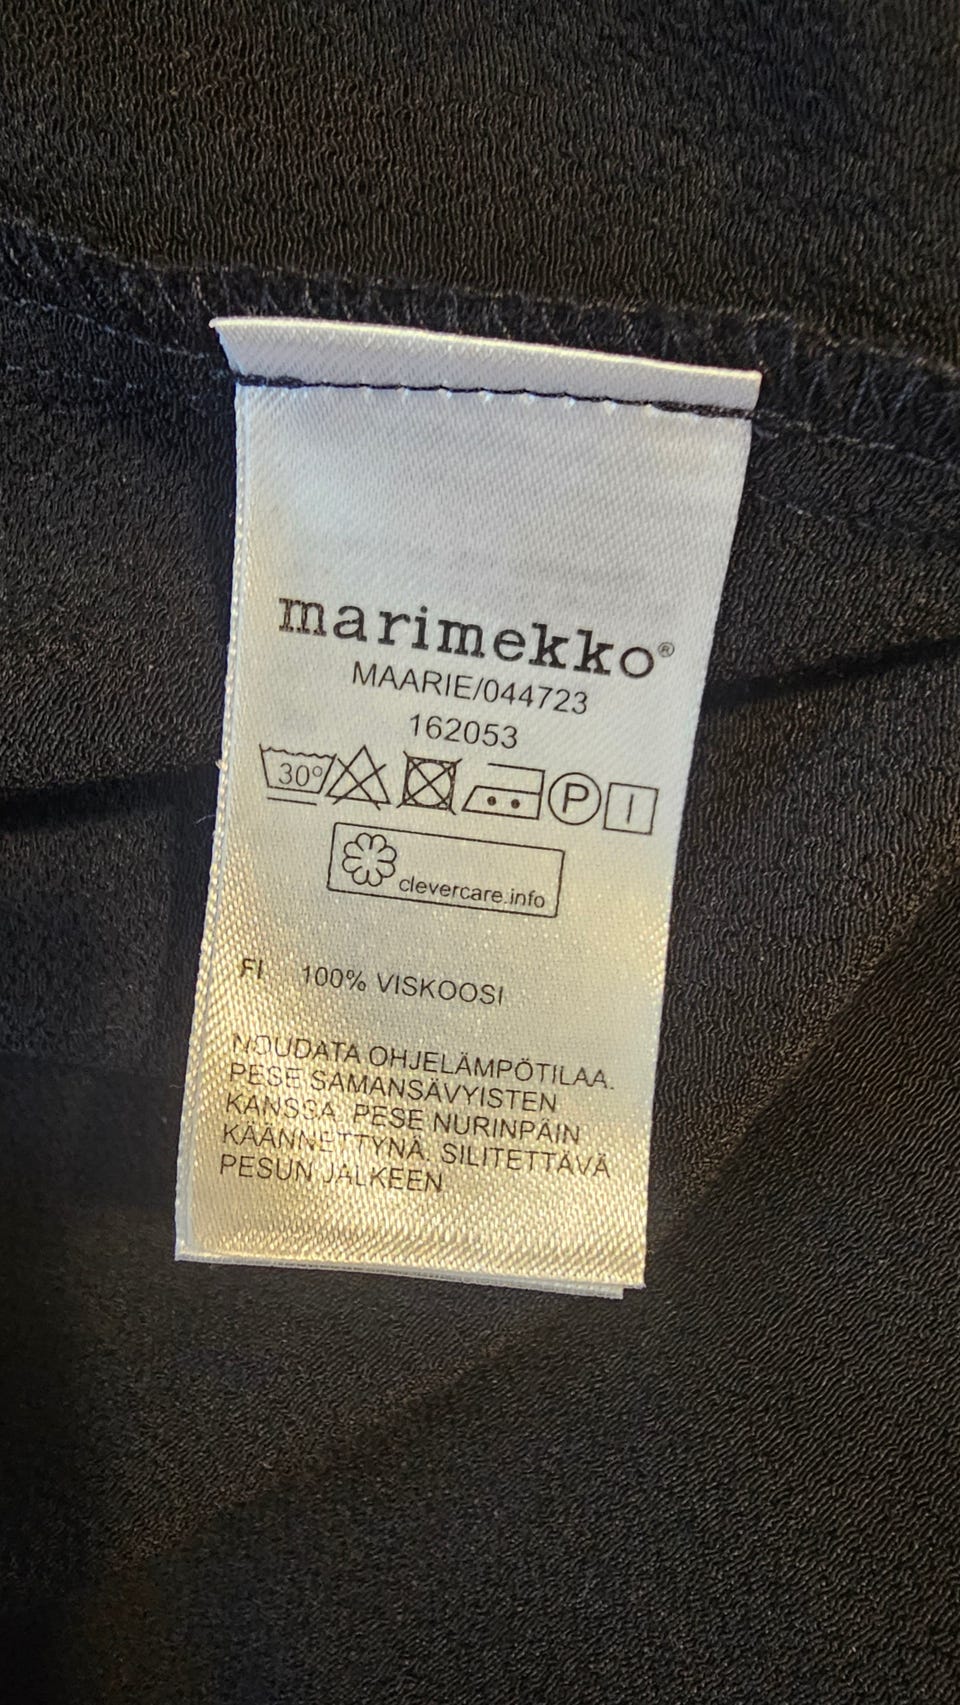 marimekko®
MAARIE/044723
162053
30° P
clevercare.info
FI 100% VISKOOSI
NOUDATA OHJELÄMPÖTILAA.
PESE SAMANSÄVYISTEN
KANSSA. PESE NURINPÄIN
KÄÄNNETTYNÄ. SILITETTÄVÄ
PESUN JÄLKEEN